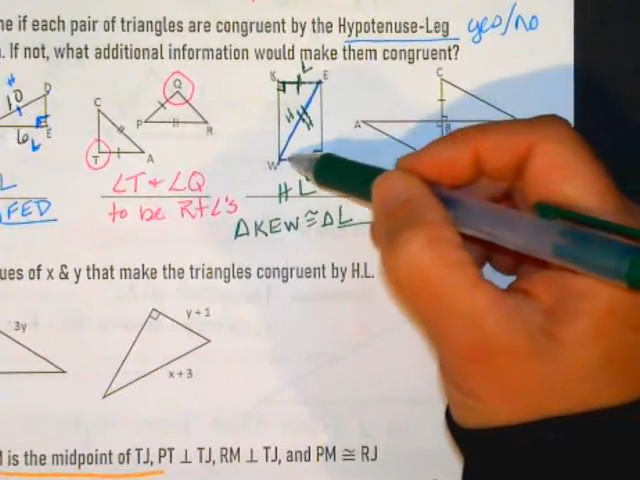 ne if each pair of triangles are congruent by the Hypotenuse-Leg yes/no
. If not, what additional information would make them congruent?
H
10
D
E
6 L
C
T
A
Q
P
R
K
L
E
H
W
C
A
B
L
FED
∠T + ∠Q
to be Rt∠'s
HL
△KEW ≅ △L
ues of x & y that make the triangles congruent by H.L.
3y
y + 1
x + 3
M is the midpoint of TJ, PT ⊥ TJ, RM ⊥ TJ, and PM ≅ RJ